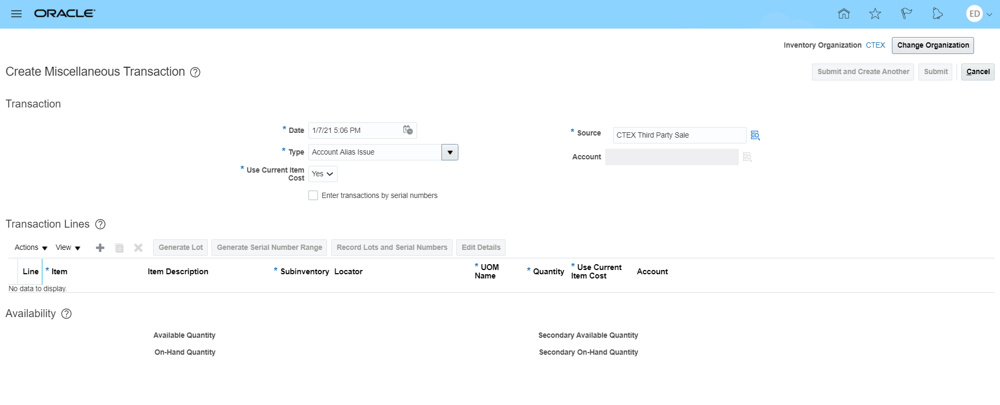 ORACLE
ED
Inventory Organization CTEX Change Organization
Create Miscellaneous Transaction ?
Submit and Create Another Submit Cancel
Transaction
* Date 1/7/21 5:06 PM
* Source CTEX Third Party Sale
* Type Account Alias Issue
Account
* Use Current Item
Cost
Yes
Enter transactions by serial numbers
Transaction Lines ?
Actions View Generate Lot Generate Serial Number Range Record Lots and Serial Numbers Edit Details
Line * Item Item Description * Subinventory Locator * UOM
Name
* Quantity * Use Current
Item Cost
Account
No data to display.
Availability ?
Available Quantity
Secondary Available Quantity
On-Hand Quantity
Secondary On-Hand Quantity